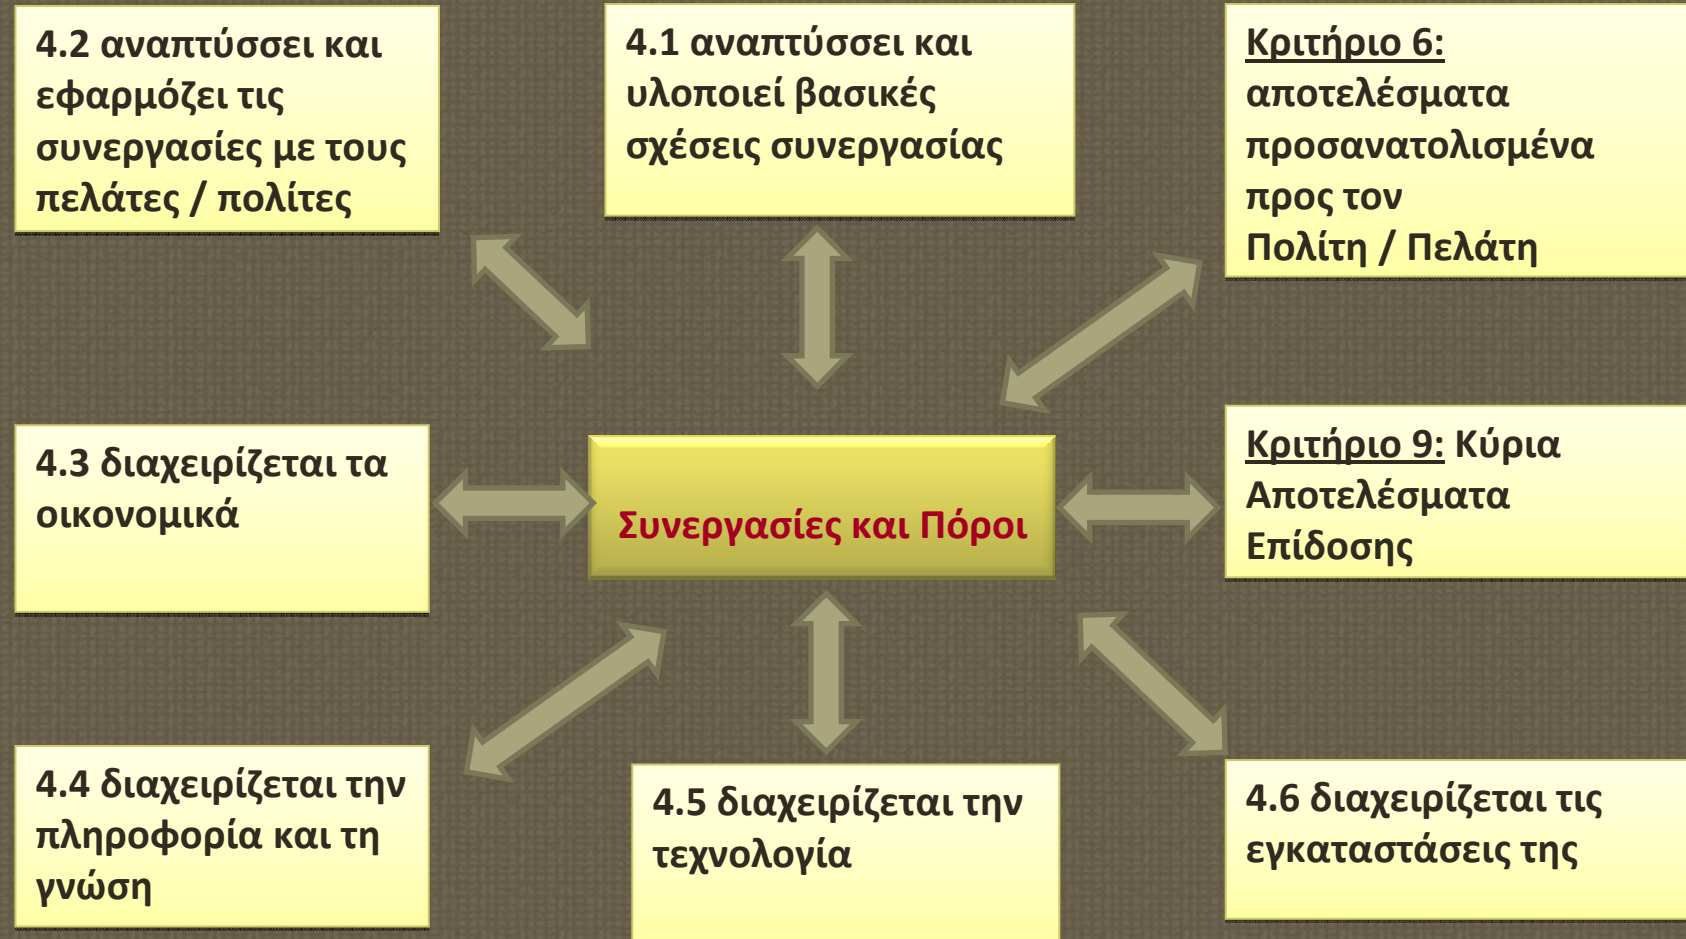 4.2 αναπτύσσει και
εφαρμόζει τις
συνεργασίες με τους
πελάτες / πολίτες
4.1 αναπτύσσει και
υλοποιεί βασικές
σχέσεις συνεργασίας
Κριτήριο 6:
αποτελέσματα
προσανατολισμένα
προς τον
Πολίτη / Πελάτη
4.3 διαχειρίζεται τα
οικονομικά
Συνεργασίες και Πόροι
Κριτήριο 9: Κύρια
Αποτελέσματα
Επίδοσης
4.4 διαχειρίζεται την
πληροφορία και τη
γνώση
4.5 διαχειρίζεται την
τεχνολογία
4.6 διαχειρίζεται τις
εγκαταστάσεις της